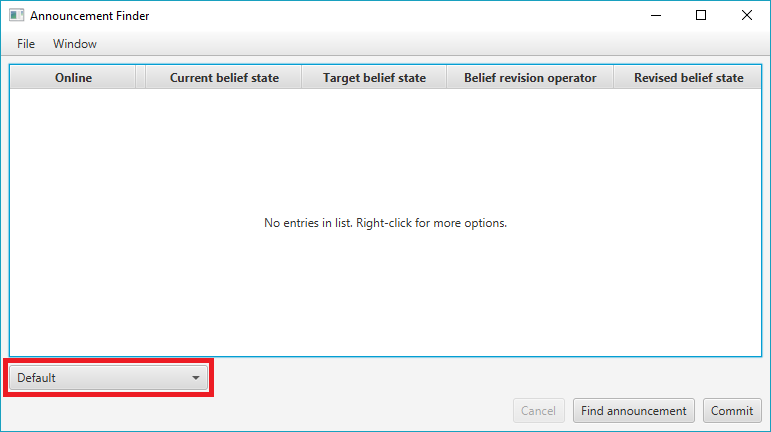 Announcement Finder
File Window
Online Current belief state Target belief state Belief revision operator Revised belief state
No entries in list. Right-click for more options.
Default
Cancel Find announcement Commit